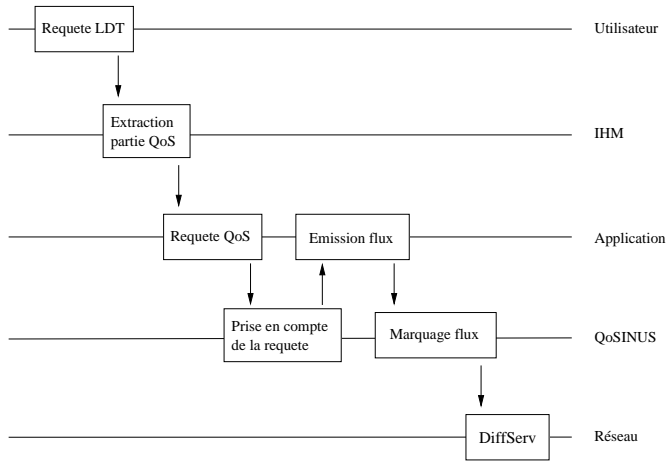 Requete LDT
Utilisateur
Extraction
partie QoS
IHM
Requete QoS
Emission flux
Application
Prise en compte
de la requete
Marquage flux
QoSINUS
DiffServ
Réseau